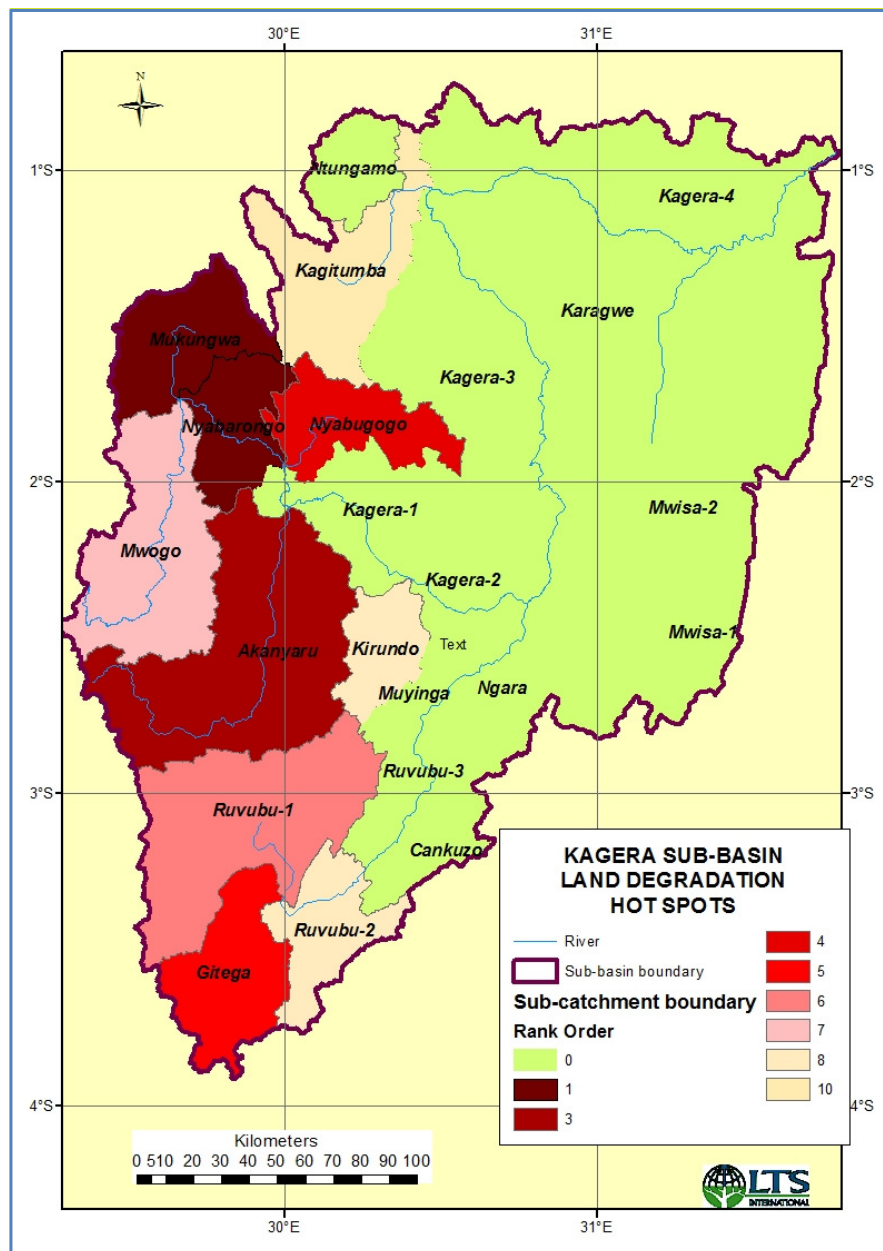 30°E
31°E
N
1°S
1°S
Ntungamo
Kagera-4
Kagitumba
Karagwe
Mukungwa
Kagera-3
Nyabarongo
Nyabugogo
2°S
2°S
Kagera-1
Mwisa-2
Mwogo
Kagera-2
Mwisa-1
Akanyaru
Kirundo
Text
Muyinga
Ngara
Ruvubu-3
3°S
3°S
Ruvubu-1
Cankuzo
Ruvubu-2
Gitega
4°S
4°S
KAGERA SUB-BASIN
LAND DEGRADATION
HOT SPOTS
River
Sub-basin boundary
Sub-catchment boundary
Rank Order
0
1
3
4
5
6
7
8
10
Kilometers
0 510 20 30 40 50 60 70 80 90 100
LTS
INTERNATIONAL
30°E
31°E